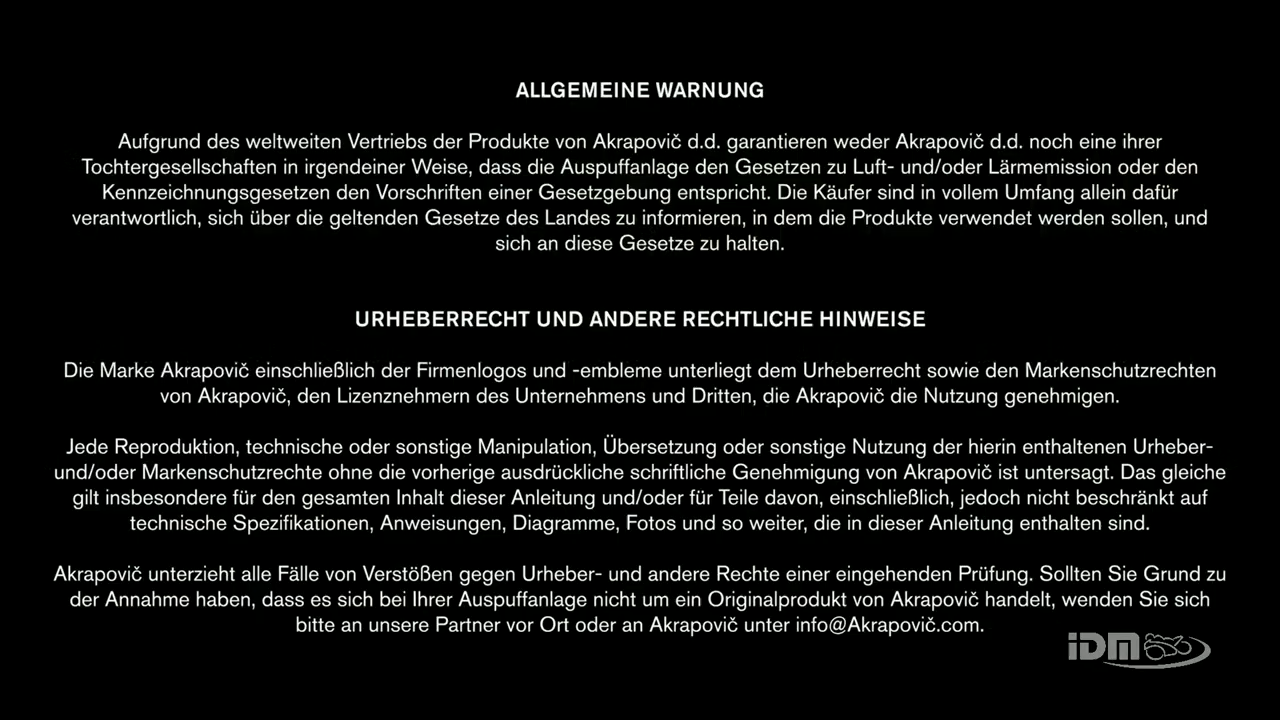 ALLGEMEINE WARNUNG
Aufgrund des weltweiten Vertriebs der Produkte von Akrapovič d.d. garantieren weder Akrapovič d.d. noch eine ihrer
Tochtergesellschaften in irgendeiner Weise, dass die Auspuffanlage den Gesetzen zu Luft- und/oder Lärmemission oder den
Kennzeichnungsgesetzen den Vorschriften einer Gesetzgebung entspricht. Die Käufer sind in vollem Umfang allein dafür
verantwortlich, sich über die geltenden Gesetze des Landes zu informieren, in dem die Produkte verwendet werden sollen, und
sich an diese Gesetze zu halten.
URHEBERRECHT UND ANDERE RECHTLICHE HINWEISE
Die Marke Akrapovič einschließlich der Firmenlogos und -embleme unterliegt dem Urheberrecht sowie den Markenschutzrechten
von Akrapovič, den Lizenznehmern des Unternehmens und Dritten, die Akrapovič die Nutzung genehmigen.
Jede Reproduktion, technische oder sonstige Manipulation, Übersetzung oder sonstige Nutzung der hierin enthaltenen Urheber-
und/oder Markenschutzrechte ohne die vorherige ausdrückliche schriftliche Genehmigung von Akrapovič ist untersagt. Das gleiche
gilt insbesondere für den gesamten Inhalt dieser Anleitung und/oder für Teile davon, einschließlich, jedoch nicht beschränkt auf
technische Spezifikationen, Anweisungen, Diagramme, Fotos und so weiter, die in dieser Anleitung enthalten sind.
Akrapovič unterzieht alle Fälle von Verstößen gegen Urheber- und andere Rechte einer eingehenden Prüfung. Sollten Sie Grund zu
der Annahme haben, dass es sich bei Ihrer Auspuffanlage nicht um ein Originalprodukt von Akrapovič handelt, wenden Sie sich
bitte an unsere Partner vor Ort oder an Akrapovič unter info@Akrapovič.com.
iDM